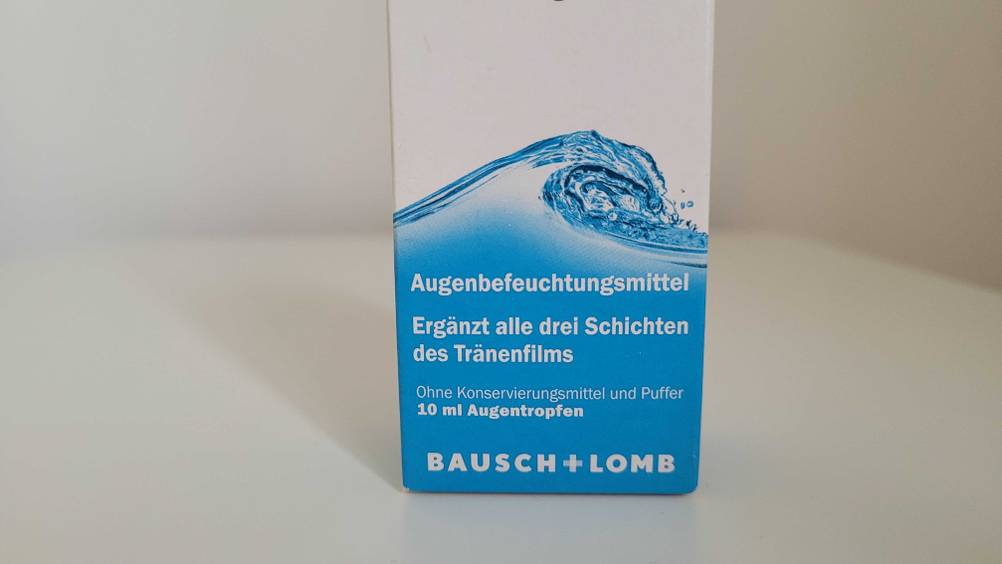 Augenbefeuchtungsmittel
Ergänzt alle drei Schichten
des Tränenfilms
Ohne Konservierungsmittel und Puffer
10 ml Augentropfen
BAUSCH+LOMB